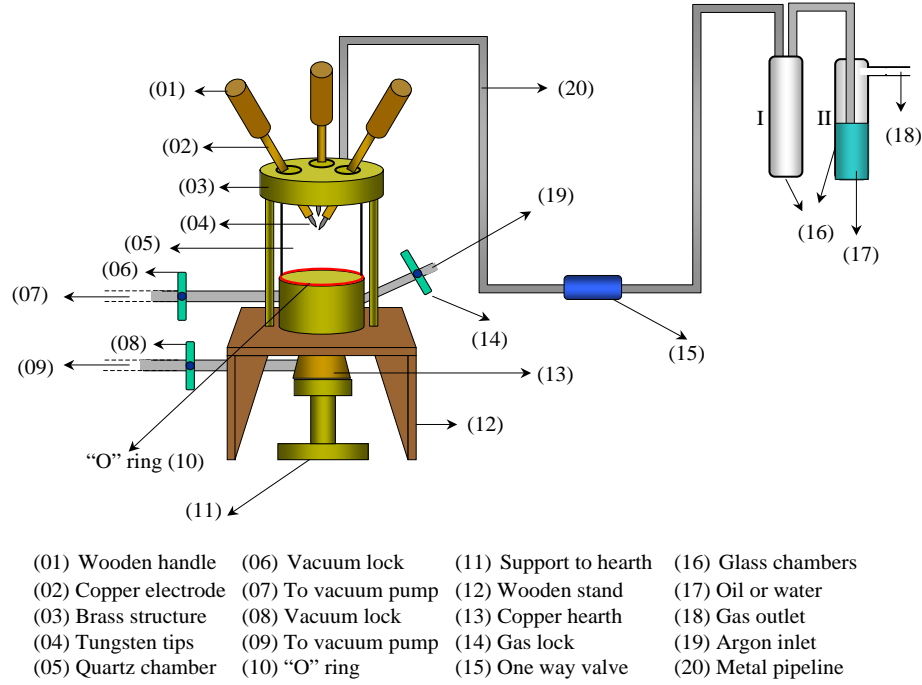 (01)
(02)
(03)
(04)
(05)
(06)
(07)
(08)
(09)
"O" ring (10)
(11)
(12)
(13)
(14)
(15)
(19)
(20)
I
II
(16)
(17)
(18)
(01) Wooden handle (06) Vacuum lock (11) Support to hearth (16) Glass chambers
(02) Copper electrode (07) To vacuum pump (12) Wooden stand (17) Oil or water
(03) Brass structure (08) Vacuum lock (13) Copper hearth (18) Gas outlet
(04) Tungsten tips (09) To vacuum pump (14) Gas lock (19) Argon inlet
(05) Quartz chamber (10) "O" ring (15) One way valve (20) Metal pipeline